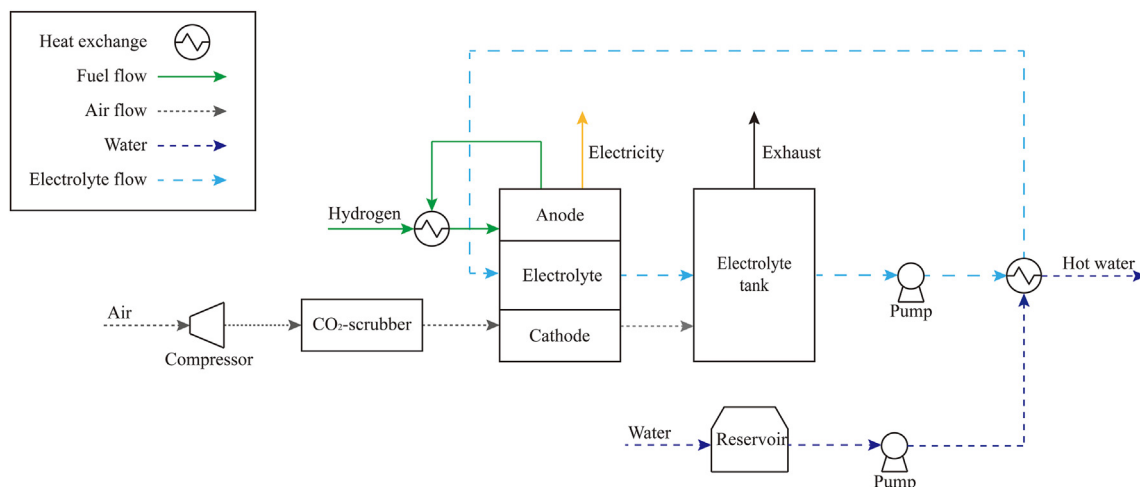 Heat exchange
Fuel flow
Air flow
Water
Electrolyte flow
Electricity
Exhaust
Hydrogen
Anode
Electrolyte
Cathode
Electrolyte
tank
Pump
Hot water
Air
Compressor
CO₂-scrubber
Water
Reservoir
Pump